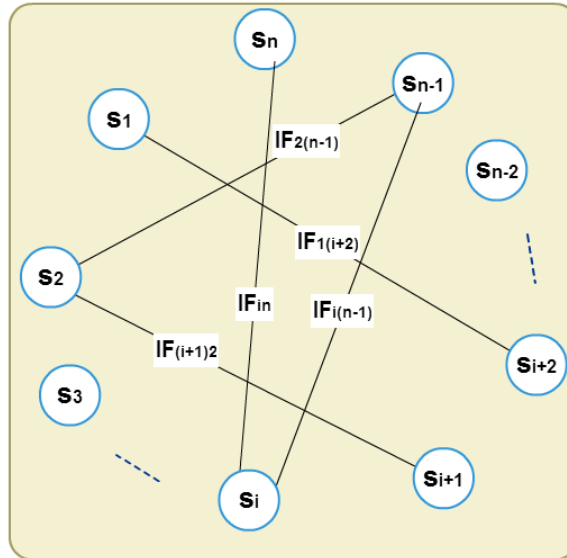 Sn
Sn-1
S1
IF2(n-1)
Sn-2
IF1(i+2)
S2
IFin
IFi(n-1)
IF(i+1)2
Si+2
S3
Si+1
Si